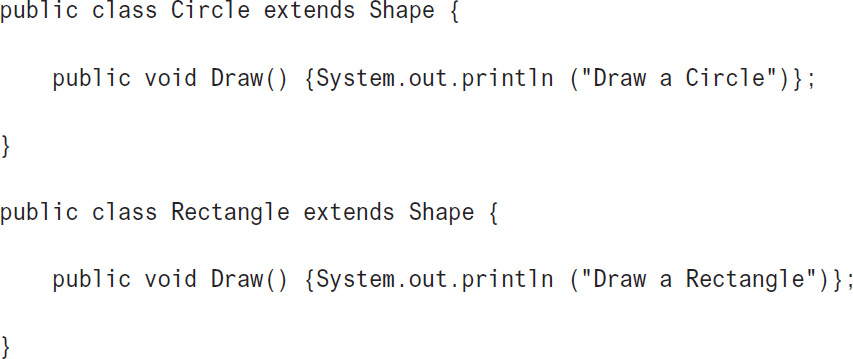 public class Circle extends Shape {
    public void Draw() {System.out.println ("Draw a Circle")};
}
public class Rectangle extends Shape {
    public void Draw() {System.out.println ("Draw a Rectangle")};
}